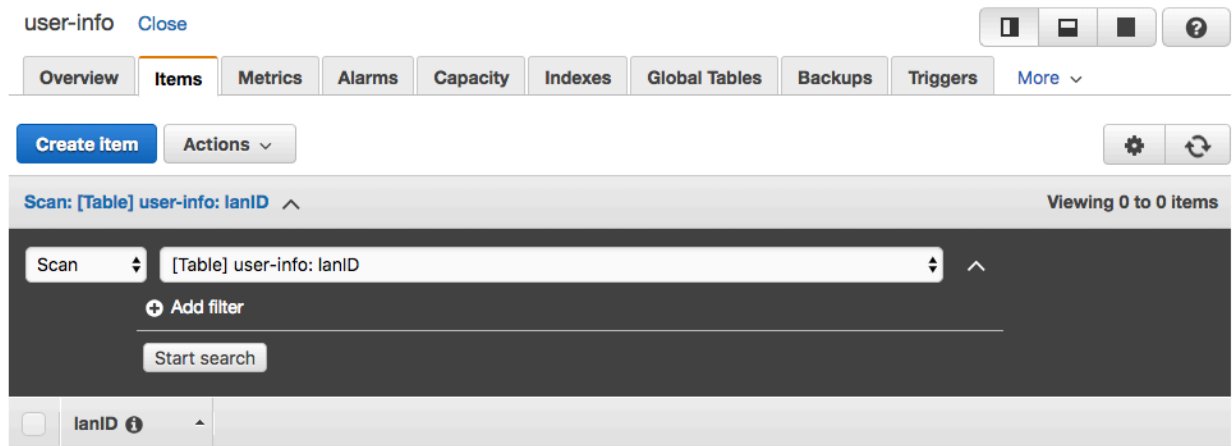 user-info Close
Overview Items Metrics Alarms Capacity Indexes Global Tables Backups Triggers More
Create item Actions
Scan: [Table] user-info: lanID Viewing 0 to 0 items
Scan [Table] user-info: lanID
Add filter
Start search
lanID